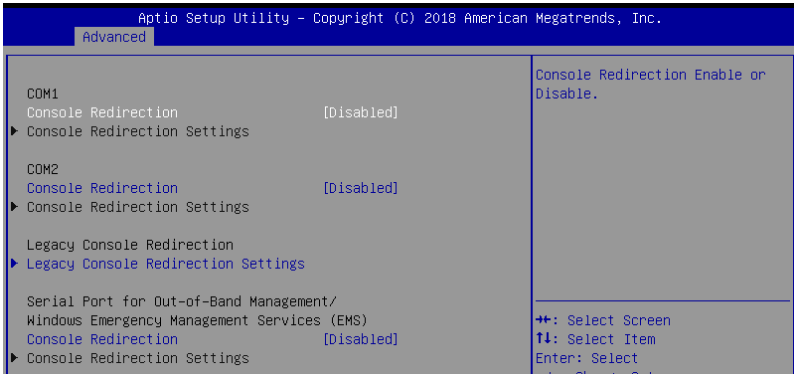 Aptio Setup Utility – Copyright (C) 2018 American Megatrends, Inc.
Advanced
COM1
Console Redirection [Disabled]
Console Redirection Settings
COM2
Console Redirection [Disabled]
Console Redirection Settings
Legacy Console Redirection
Legacy Console Redirection Settings
Serial Port for Out-of-Band Management/
Windows Emergency Management Services (EMS)
Console Redirection [Disabled]
Console Redirection Settings
Console Redirection Enable or
Disable.
: Select Screen
↑↓: Select Item
Enter: Select